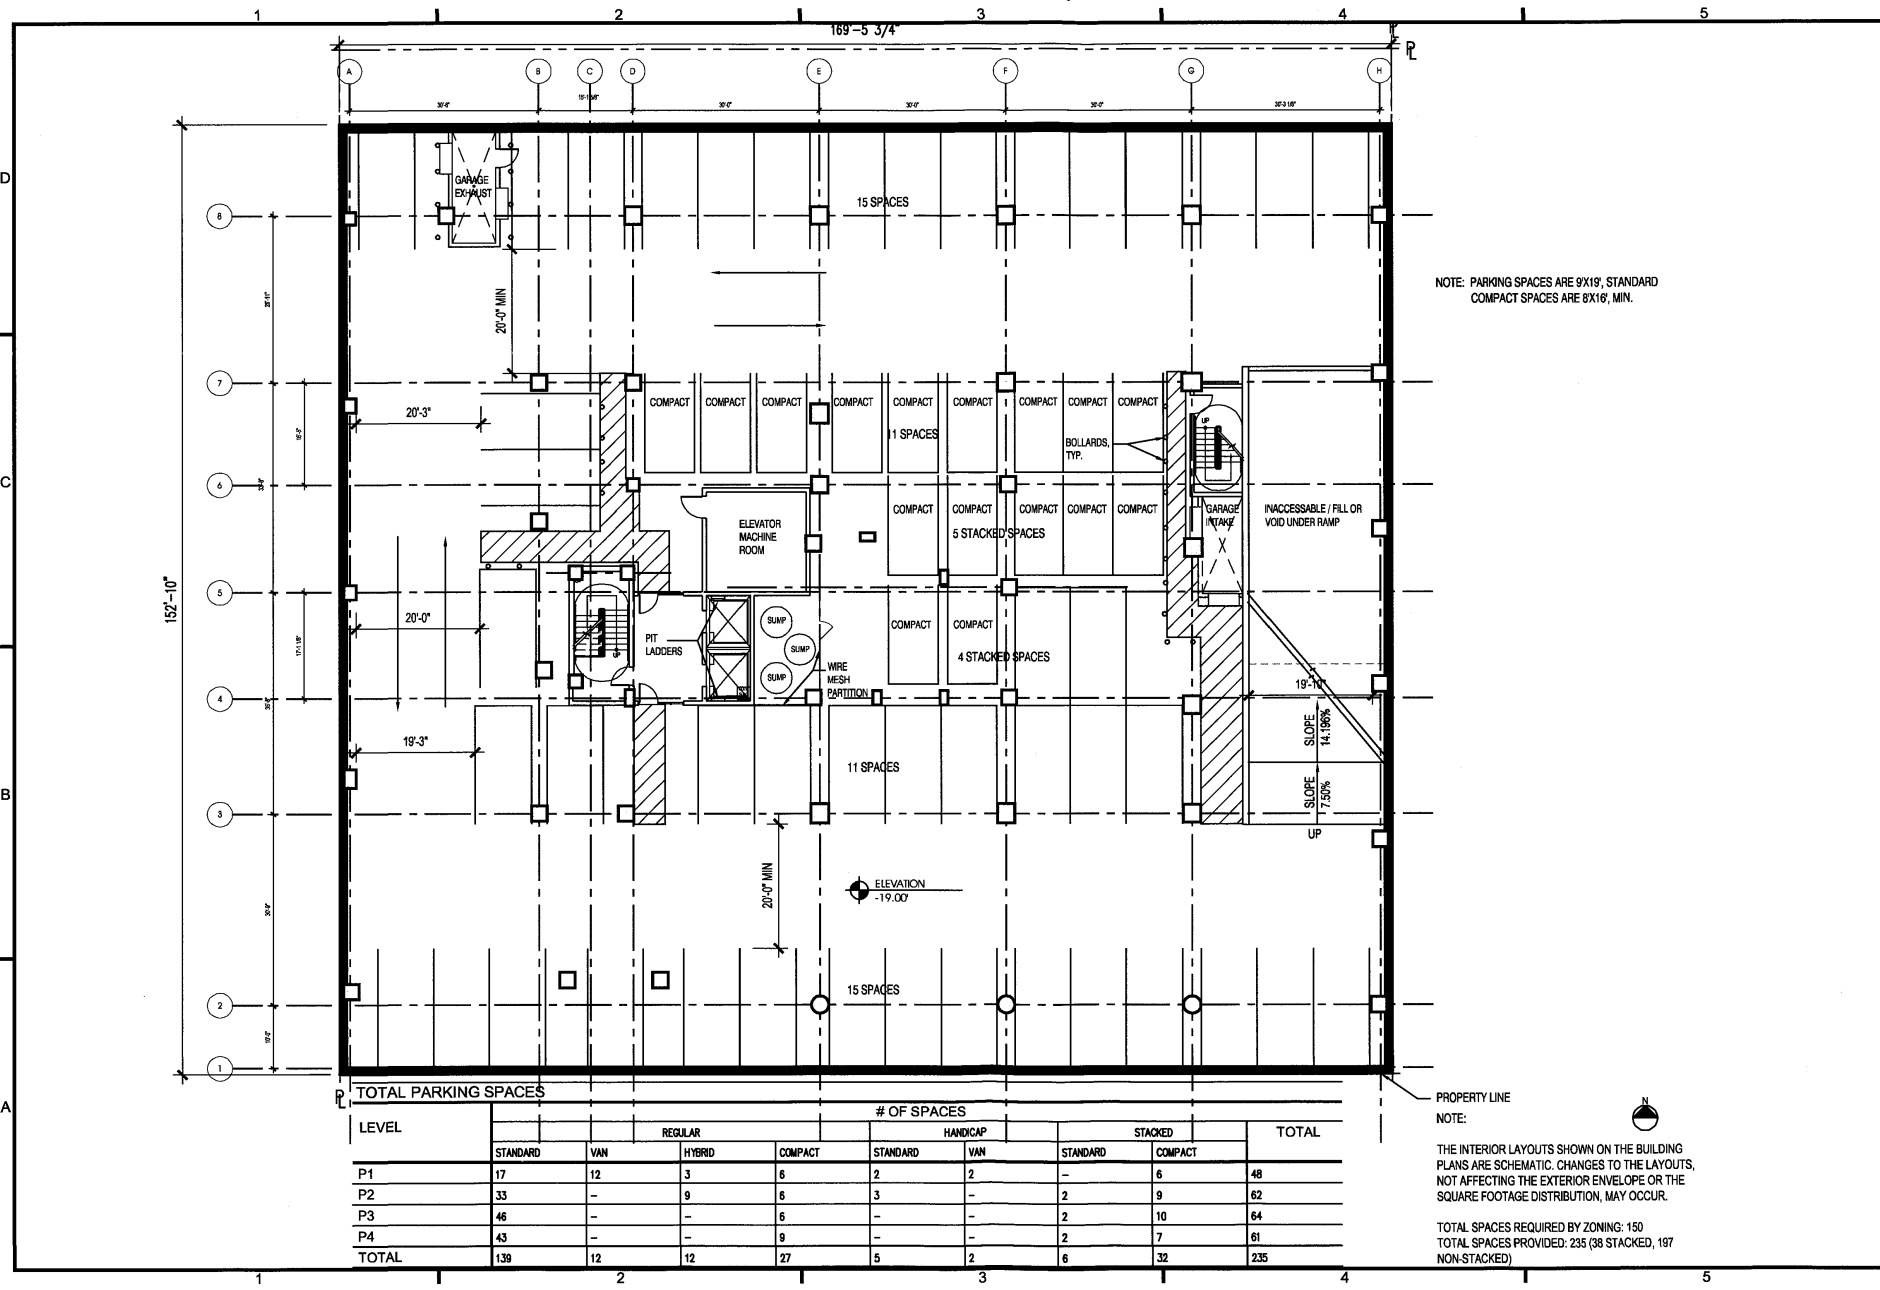 1 2 3 4 5
169'-5 3/4"
A B C D E F G H
30'-0" 30'-0" 30'-0"
D
GARAGE
EXHAUST
15 SPACES
8
20'-0" MIN
NOTE: PARKING SPACES ARE 9'X19', STANDARD
COMPACT SPACES ARE 8'X16', MIN.
7
20'-3"
COMPACT COMPACT COMPACT COMPACT COMPACT COMPACT COMPACT COMPACT COMPACT
11 SPACES
BOLLARDS,
TYP.
UP
C
6
COMPACT COMPACT COMPACT COMPACT COMPACT
5 STACKED SPACES
ELEVATOR
MACHINE
ROOM
GARAGE
INTAKE
INACCESSABLE / FILL OR
VOID UNDER RAMP
152'-10"
5
20'-0"
UP
PIT
LADDERS
SUMP
SUMP
SUMP
COMPACT COMPACT
4 STACKED SPACES
WIRE
MESH
PARTITION
4
19'-10"
19'-3"
11 SPACES
SLOPE
14.196%
SLOPE
7.50%
UP
B
3
20'-0" MIN
ELEVATION
-19.00'
15 SPACES
2
1
A
PROPERTY LINE
NOTE:
N
THE INTERIOR LAYOUTS SHOWN ON THE BUILDING
PLANS ARE SCHEMATIC. CHANGES TO THE LAYOUTS,
NOT AFFECTING THE EXTERIOR ENVELOPE OR THE
SQUARE FOOTAGE DISTRIBUTION, MAY OCCUR.
TOTAL SPACES REQUIRED BY ZONING: 150
TOTAL SPACES PROVIDED: 235 (38 STACKED, 197
NON-STACKED)
TOTAL PARKING SPACES
# OF SPACES
LEVEL REGULAR HANDICAP STACKED TOTAL
STANDARD VAN HYBRID COMPACT STANDARD VAN STANDARD COMPACT
P1 17 12 3 6 2 2 – 6 48
P2 33 – 9 6 3 – 2 9 62
P3 46 – – 6 – – 2 10 64
P4 43 – – 9 – – 2 7 61
TOTAL 139 12 12 27 5 2 6 32 235
1 2 3 4 5